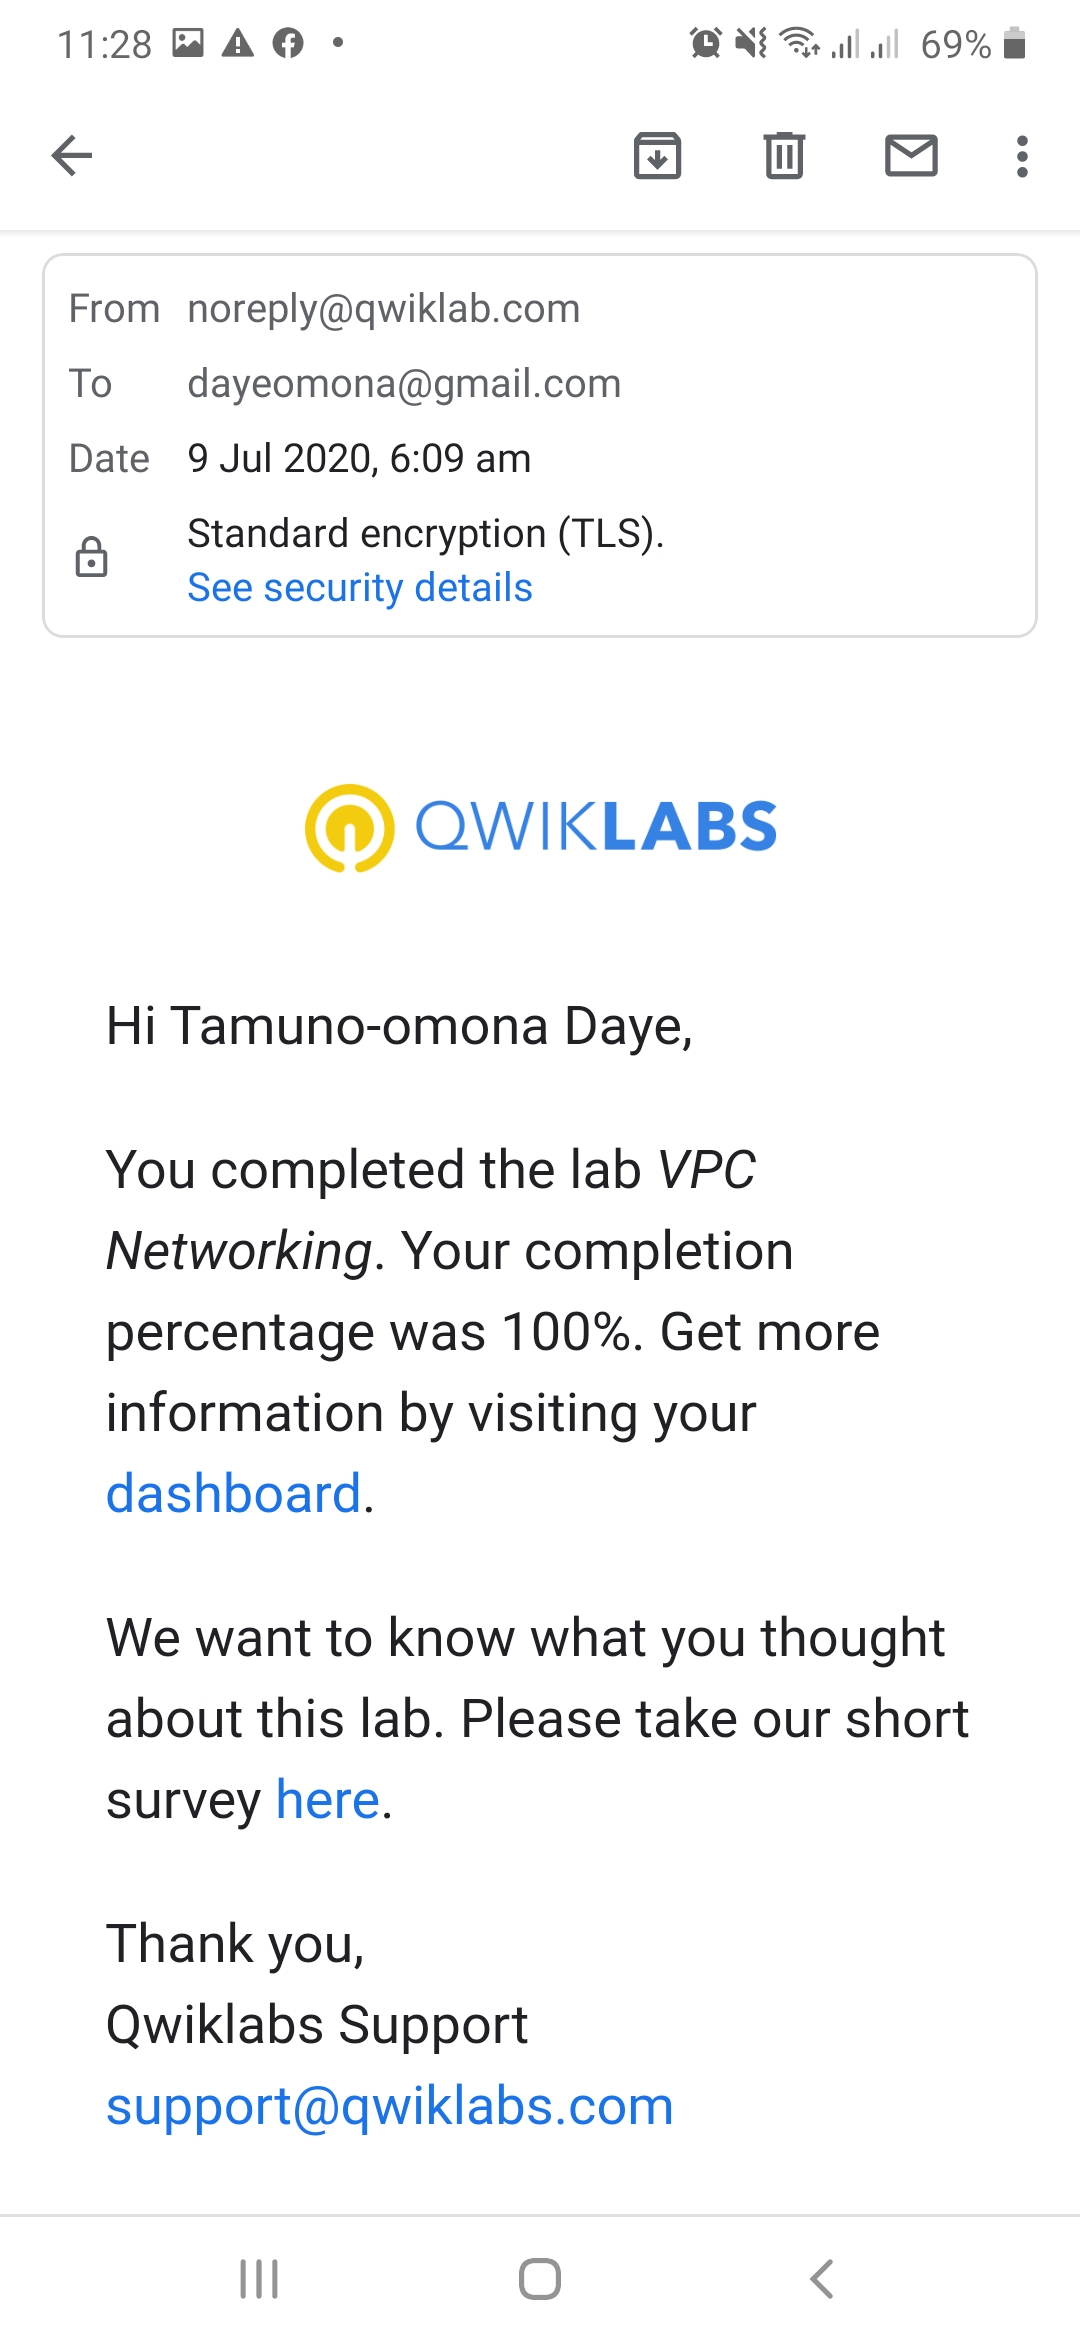 11:28
69%
From noreply@qwiklab.com
To dayeomona@gmail.com
Date 9 Jul 2020, 6:09 am
Standard encryption (TLS).
See security details
QWIKLABS
Hi Tamuno-omona Daye,
You completed the lab VPC
Networking. Your completion
percentage was 100%. Get more
information by visiting your
dashboard.
We want to know what you thought
about this lab. Please take our short
survey here.
Thank you,
Qwiklabs Support
support@qwiklabs.com